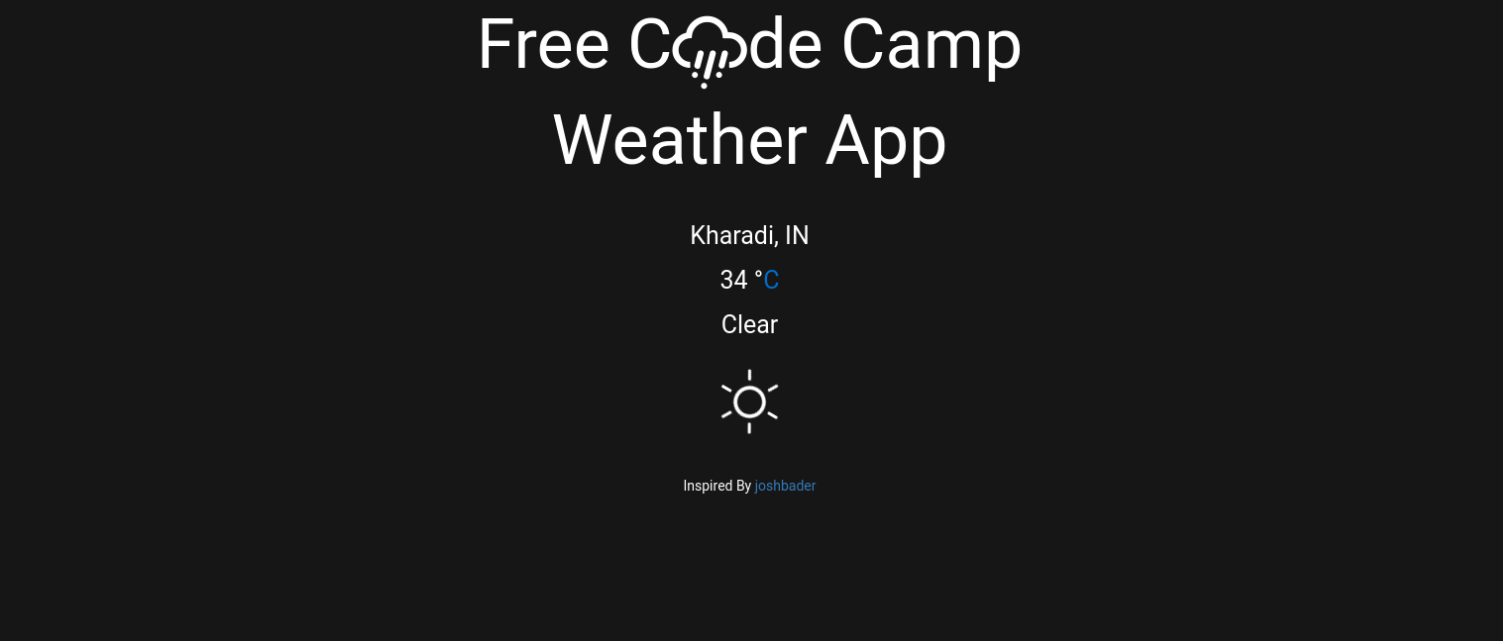 Free Code Camp
Weather App
Kharadi, IN
34 °C
Clear
Inspired By joshbader